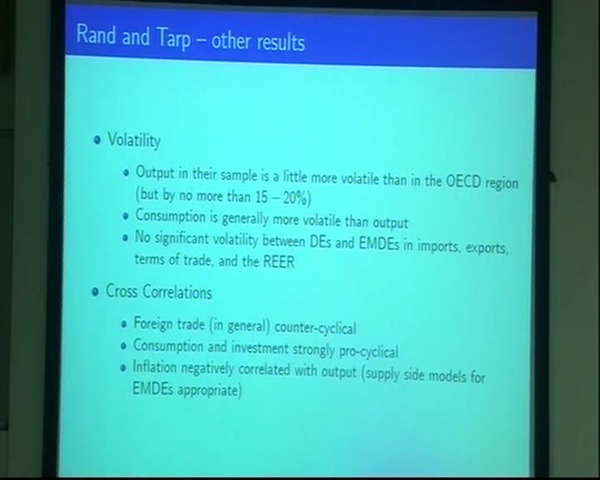 Rand and Tarp – other results
Volatility
Output in their sample is a little more volatile than in the OECD region
(but by no more than 15 – 20%)
Consumption is generally more volatile than output
No significant volatility between DEs and EMDEs in imports, exports,
terms of trade, and the REER
Cross Correlations
Foreign trade (in general) counter-cyclical
Consumption and investment strongly pro-cyclical
Inflation negatively correlated with output (supply side models for
EMDEs appropriate)